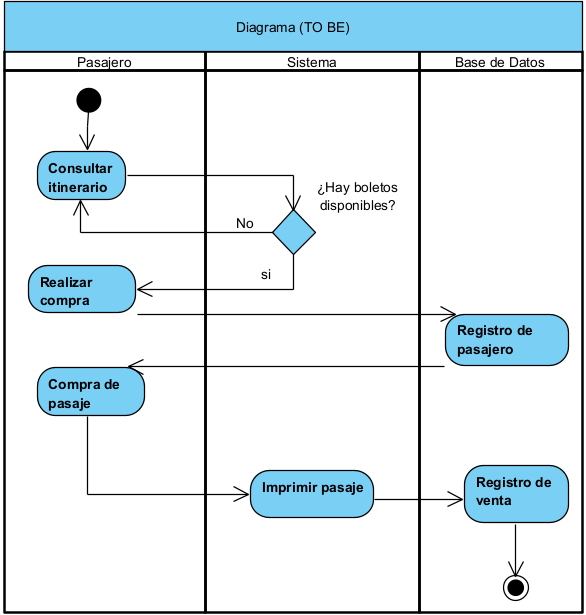 Diagrama (TO BE)
Pasajero
Sistema
Base de Datos
Consultar
itinerario
¿Hay boletos
disponibles?
No
si
Realizar
compra
Registro de
pasajero
Compra de
pasaje
Imprimir pasaje
Registro de
venta